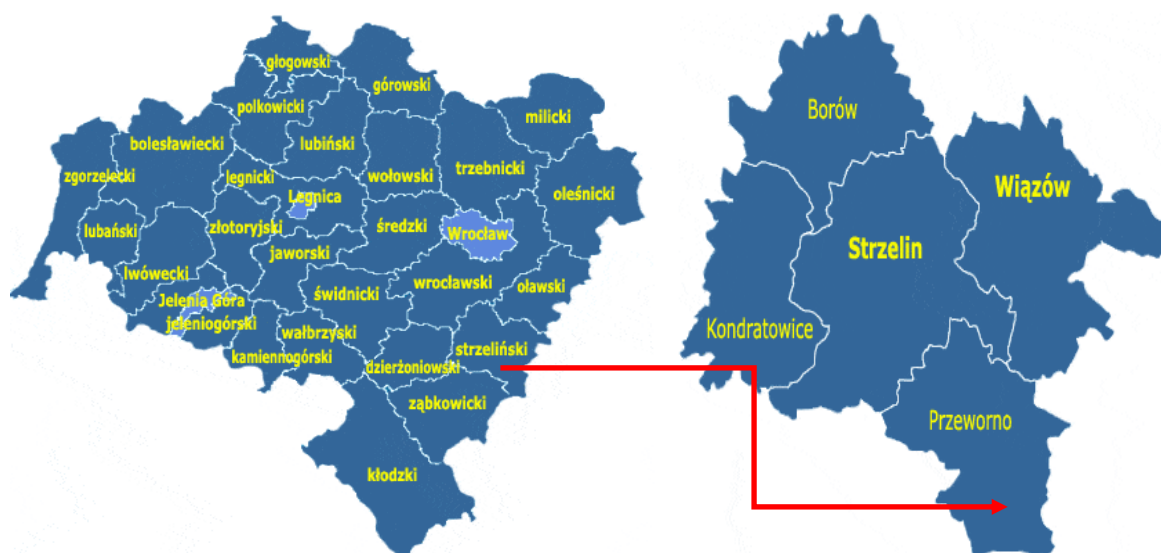 głogowski
górowski
polkowicki
milicki
bolesławiecki
lubiński
trzebnicki
zgorzelecki
legnicki
wołowski
oleśnicki
Legnica
lubański
złotoryjski
średzki
Wrocław
jaworski
lwówecki
wrocławski
oławski
świdnicki
Jelenia Góra
jeleniogórski
wałbrzyski
strzeliński
kamiennogórski
dzierżoniowski
ząbkowicki
kłodzki
Borów
Wiązów
Strzelin
Kondratowice
Przeworno